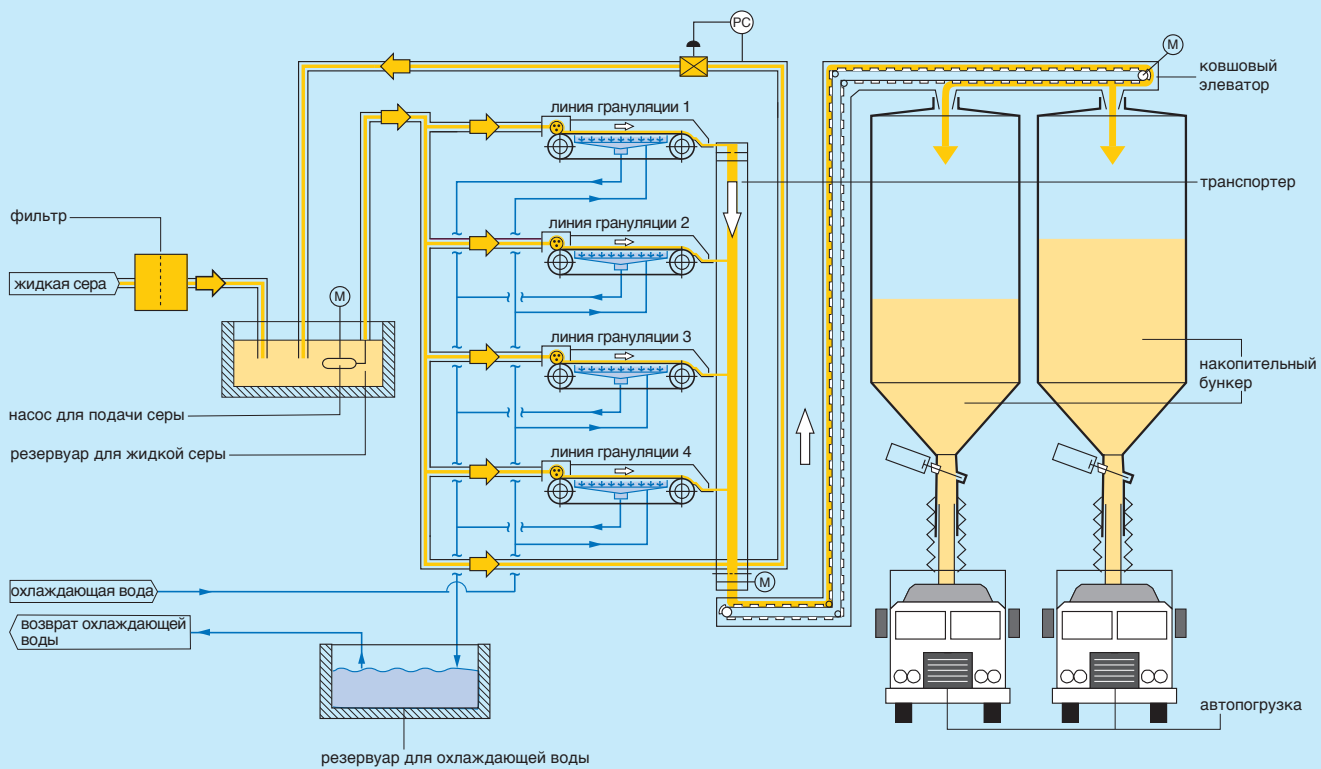 PC
M
ковшовый
элеватор
линия грануляции 1
транспортер
фильтр
линия грануляции 2
жидкая сера
M
линия грануляции 3
накопительный
бункер
насос для подачи серы
резервуар для жидкой серы
линия грануляции 4
M
охлаждающая вода
возврат охлаждающей
воды
автопогрузка
резервуар для охлаждающей воды